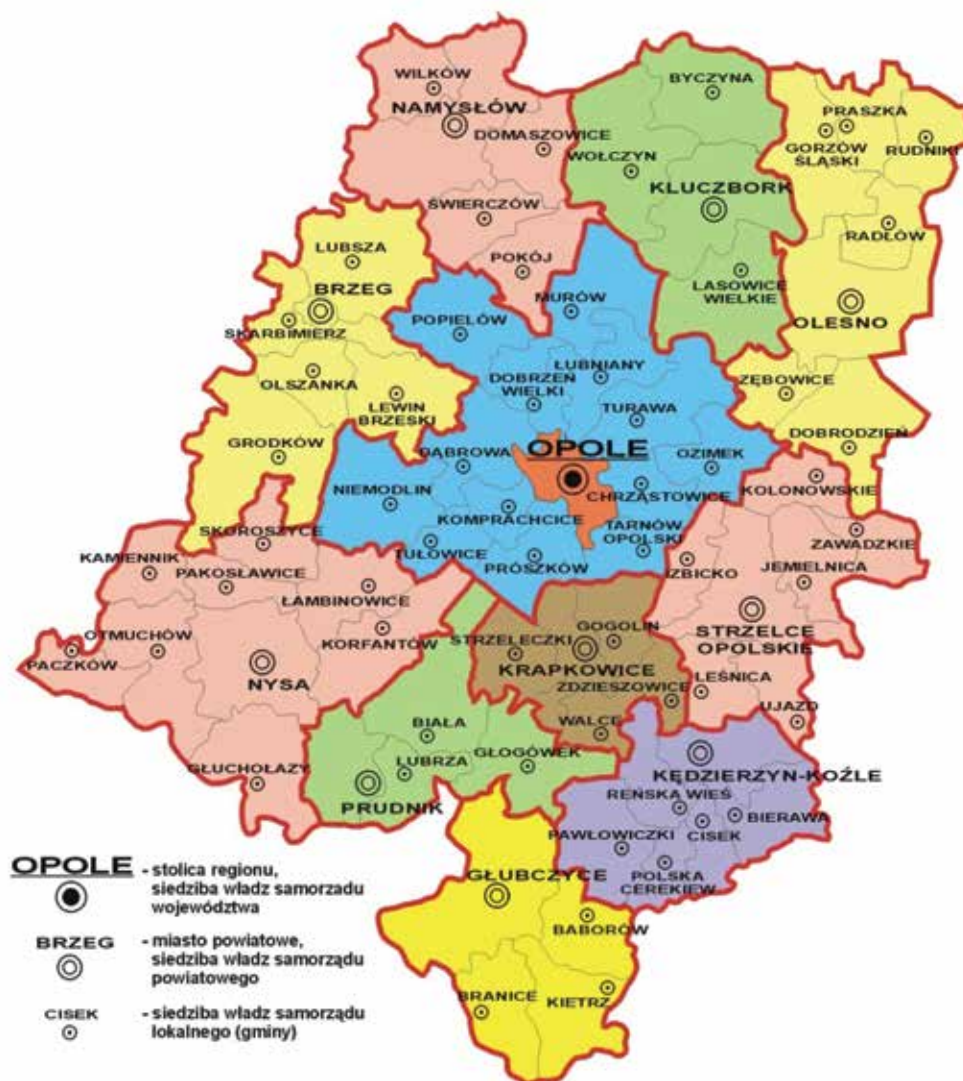 WILKÓW
BYCZYNA
NAMYSŁÓW
PRASZKA
DOMASZOWICE
GORZÓW
ŚLĄSKI
RUDNIKI
WOŁCZYN
KLUCZBORK
ŚWIERCZÓW
RADŁÓW
LUBSZA
POKÓJ
LASOWICE
WIELKIE
BRZEG
MURÓW
OLESNO
SKARBIMIERZ
POPIELÓW
ŁUBNIANY
OLSZANKA
DOBRZEŃ
WIELKI
ZĘBOWICE
LEWIN
BRZESKI
TURAWA
GRODKÓW
DOBRODZIEŃ
OPOLE
DĄBROWA
OZIMEK
NIEMODLIN
CHRZĄSTOWICE
KOLONOWSKIE
KOMPRACHCICE
SKOROSZYCE
TARNÓW
OPOLSKI
ZAWADZKIE
KAMIENNIK
TUŁOWICE
PRÓSZKÓW
IZBICKO
JEMIELNICA
PAKOSŁAWICE
ŁAMBINOWICE
OTMUCHÓW
PACZKÓW
KORFANTÓW
STRZELECZKI
GOGOLIN
STRZELCE
OPOLSKIE
NYSA
KRAPKOWICE
LEŚNICA
ZDZIESZOWICE
UJAZD
BIAŁA
WALCE
GŁUCHOŁAZY
LUBRZA
GŁOGÓWEK
KĘDZIERZYN-KOŹLE
PRUDNIK
REŃSKA WIEŚ
BIERAWA
PAWŁOWICZKI
CISEK
POLSKA
CEREKIEW
GŁUBCZYCE
BABORÓW
BRANICE
KIETRZ
OPOLE
- stolica regionu,
siedziba władz samorzadu
województwa
BRZEG
- miasto powiatowe,
siedziba władz samorządu
powiatowego
CISEK
- siedziba władz samorządu
lokalnego (gminy)